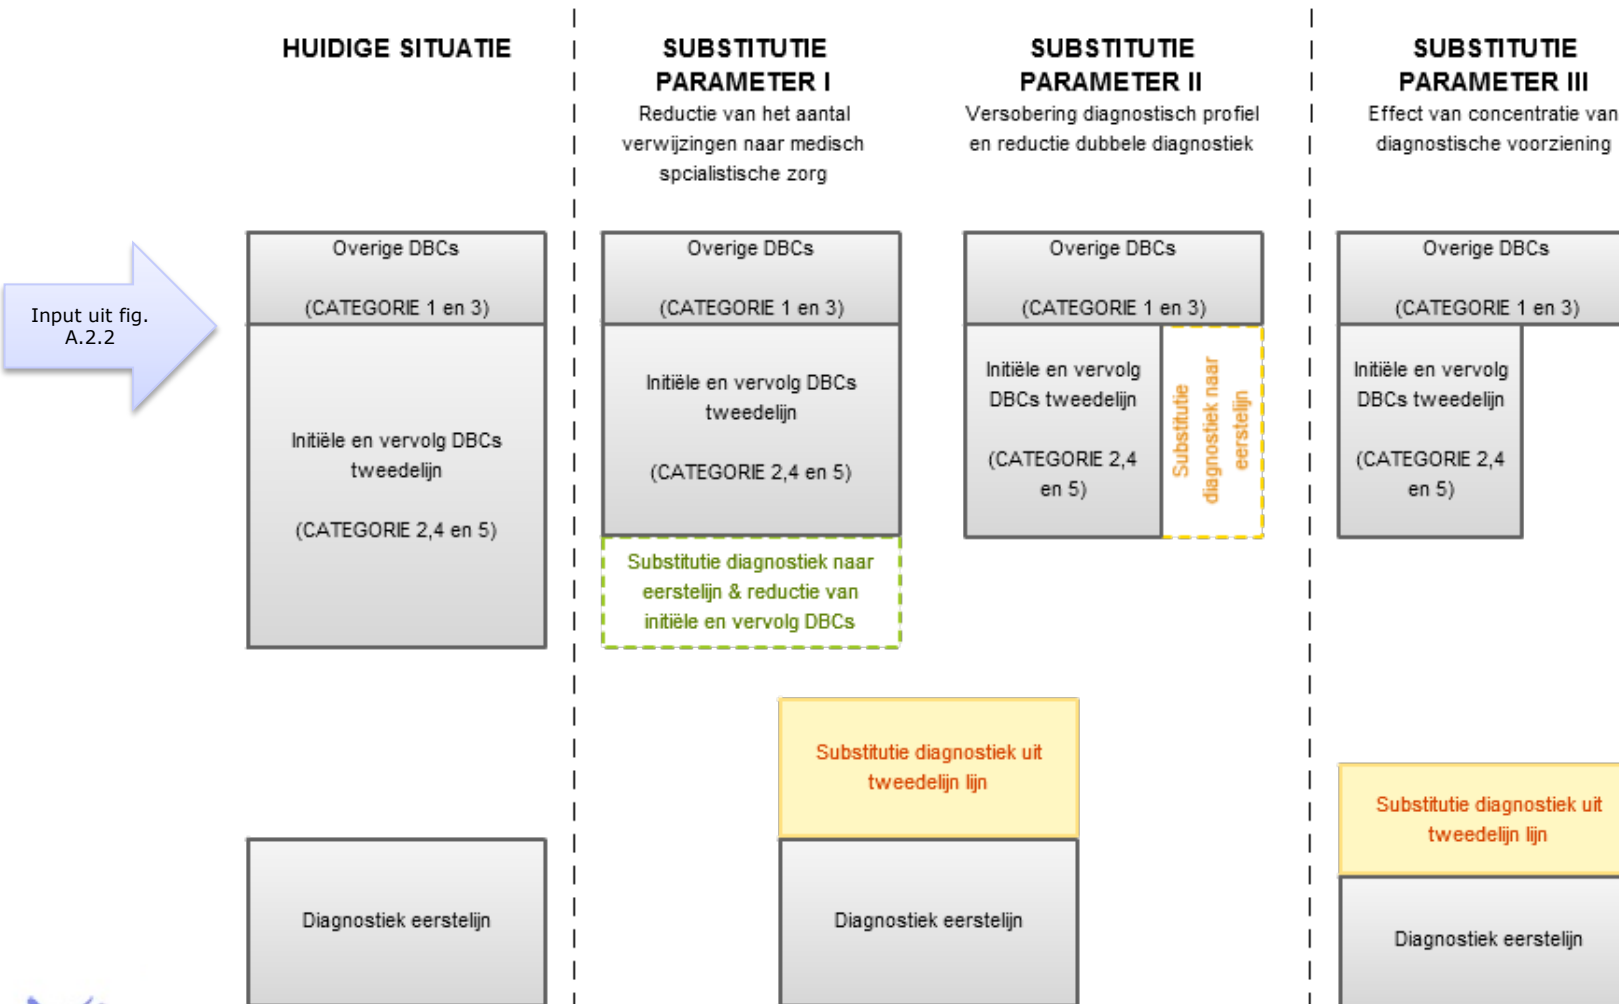 HUIDIGE SITUATIE
SUBSTITUTIE
PARAMETER I
Reductie van het aantal
verwijzingen naar medisch
spcialistische zorg
SUBSTITUTIE
PARAMETER II
Versobering diagnostisch profiel
en reductie dubbele diagnostiek
SUBSTITUTIE
PARAMETER III
Effect van concentratie van
diagnostische voorziening
Input uit fig.
A.2.2
Overige DBCs
(CATEGORIE 1 en 3)
Initiële en vervolg DBCs
tweedelijn
(CATEGORIE 2,4 en 5)
Overige DBCs
(CATEGORIE 1 en 3)
Initiële en vervolg DBCs
tweedelijn
(CATEGORIE 2,4 en 5)
Substitutie diagnostiek naar
eerstelijn & reductie van
initiële en vervolg DBCs
Overige DBCs
(CATEGORIE 1 en 3)
Initiële en vervolg
DBCs tweedelijn
(CATEGORIE 2,4
en 5)
Substitutie
diagnostiek naar
eerstelijn
Overige DBCs
(CATEGORIE 1 en 3)
Initiële en vervolg
DBCs tweedelijn
(CATEGORIE 2,4
en 5)
Substitutie diagnostiek uit
tweedelijn lijn
Substitutie diagnostiek uit
tweedelijn lijn
Diagnostiek eerstelijn
Diagnostiek eerstelijn
Diagnostiek eerstelijn